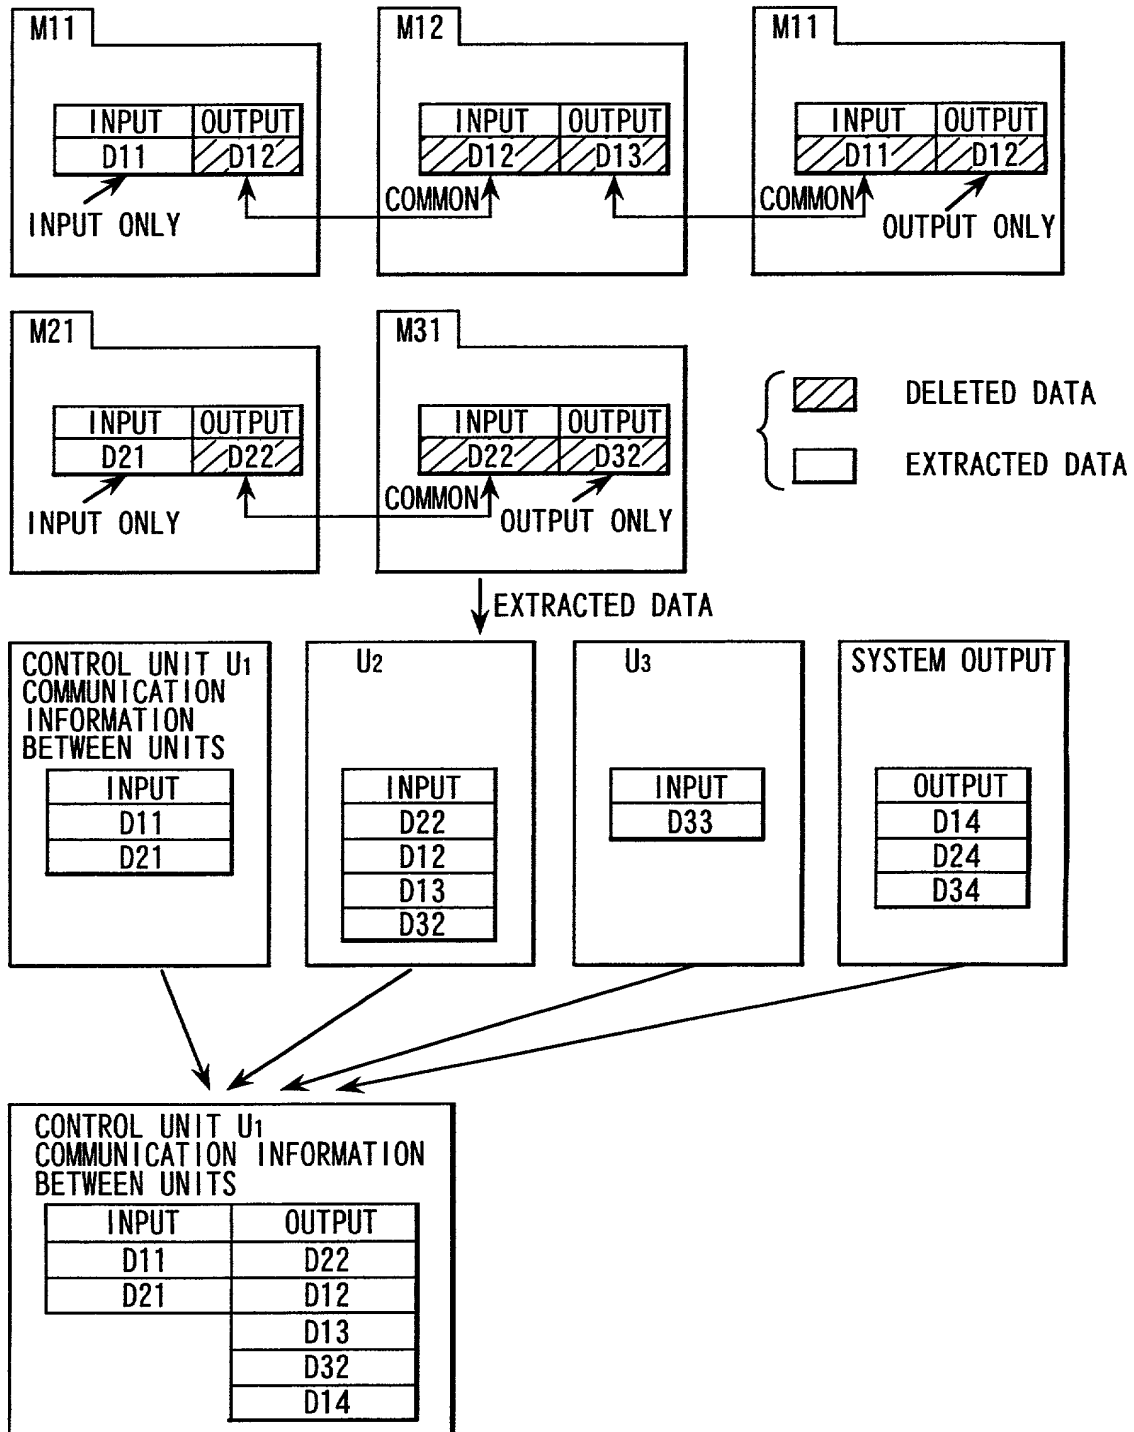 M11
INPUT OUTPUT
D11 D12
INPUT ONLY
M12
INPUT OUTPUT
D12 D13
COMMON
M11
INPUT OUTPUT
D11 D12
COMMON
OUTPUT ONLY
M21
INPUT OUTPUT
D21 D22
INPUT ONLY
M31
INPUT OUTPUT
D22 D32
COMMON
OUTPUT ONLY
DELETED DATA
EXTRACTED DATA
EXTRACTED DATA
CONTROL UNIT U1
COMMUNICATION
INFORMATION
BETWEEN UNITS
INPUT
D11
D21
U2
INPUT
D22
D12
D13
D32
U3
INPUT
D33
SYSTEM OUTPUT
OUTPUT
D14
D24
D34
CONTROL UNIT U1
COMMUNICATION INFORMATION
BETWEEN UNITS
INPUT OUTPUT
D11 D22
D21 D12
D13
D32
D14